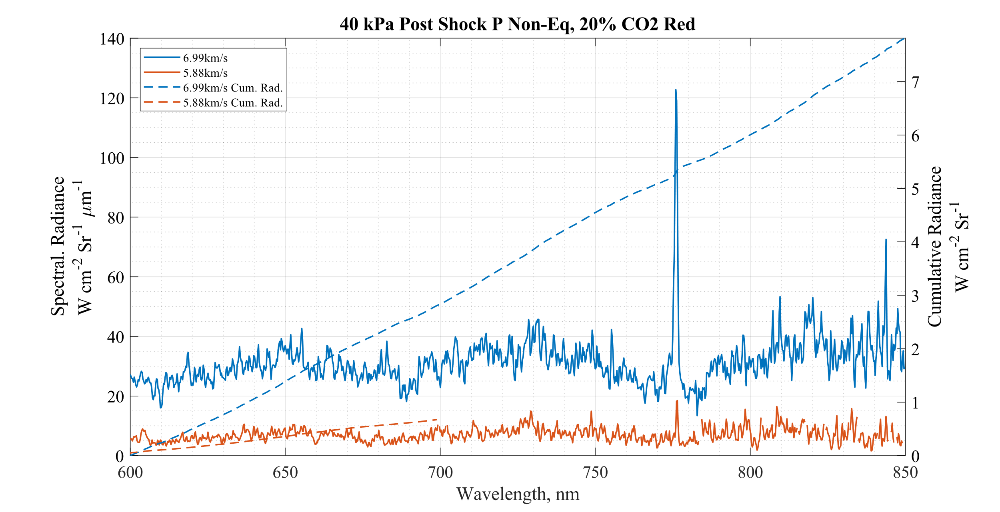 40 kPa Post Shock P Non-Eq, 20% CO2 Red
6.99km/s
5.88km/s
6.99km/s Cum. Rad.
5.88km/s Cum. Rad.
140
120
100
80
60
40
20
0
Spectral. Radiance
W cm-2 Sr-1 μm-1
7
6
5
4
3
2
1
0
Cumulative Radiance
W cm-2 Sr-1
600 650 700 750 800 850
Wavelength, nm